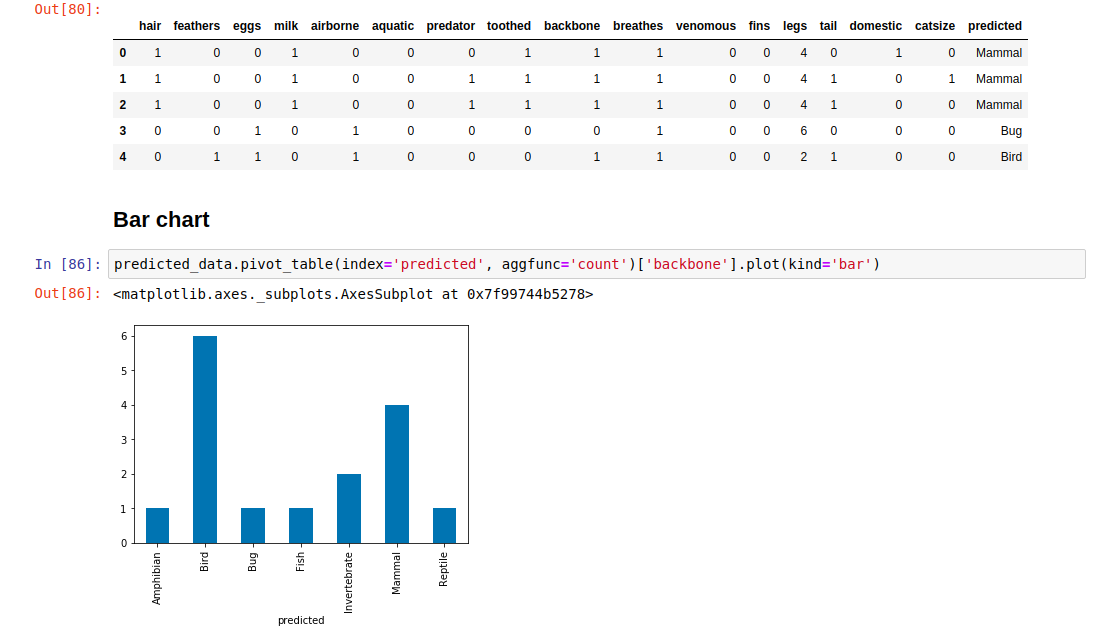 Out[80]:
hair feathers eggs milk airborne aquatic predator toothed backbone breathes venomous fins legs tail domestic catsize predicted
0 1 0 0 1 0 0 0 1 1 1 0 0 4 0 1 0 Mammal
1 1 0 0 1 0 0 1 1 1 1 0 0 4 1 0 1 Mammal
2 1 0 0 1 0 0 1 1 1 1 0 0 4 1 0 0 Mammal
3 0 0 1 0 1 0 0 0 0 1 0 0 6 0 0 0 Bug
4 0 1 1 0 1 0 0 0 1 1 0 0 2 1 0 0 Bird
Bar chart
In [86]: predicted_data.pivot_table(index='predicted', aggfunc='count')['backbone'].plot(kind='bar')
Out[86]: <matplotlib.axes._subplots.AxesSubplot at 0x7f99744b5278>
6
5
4
3
2
1
0
Amphibian Bird Bug Fish Invertebrate Mammal Reptile
predicted